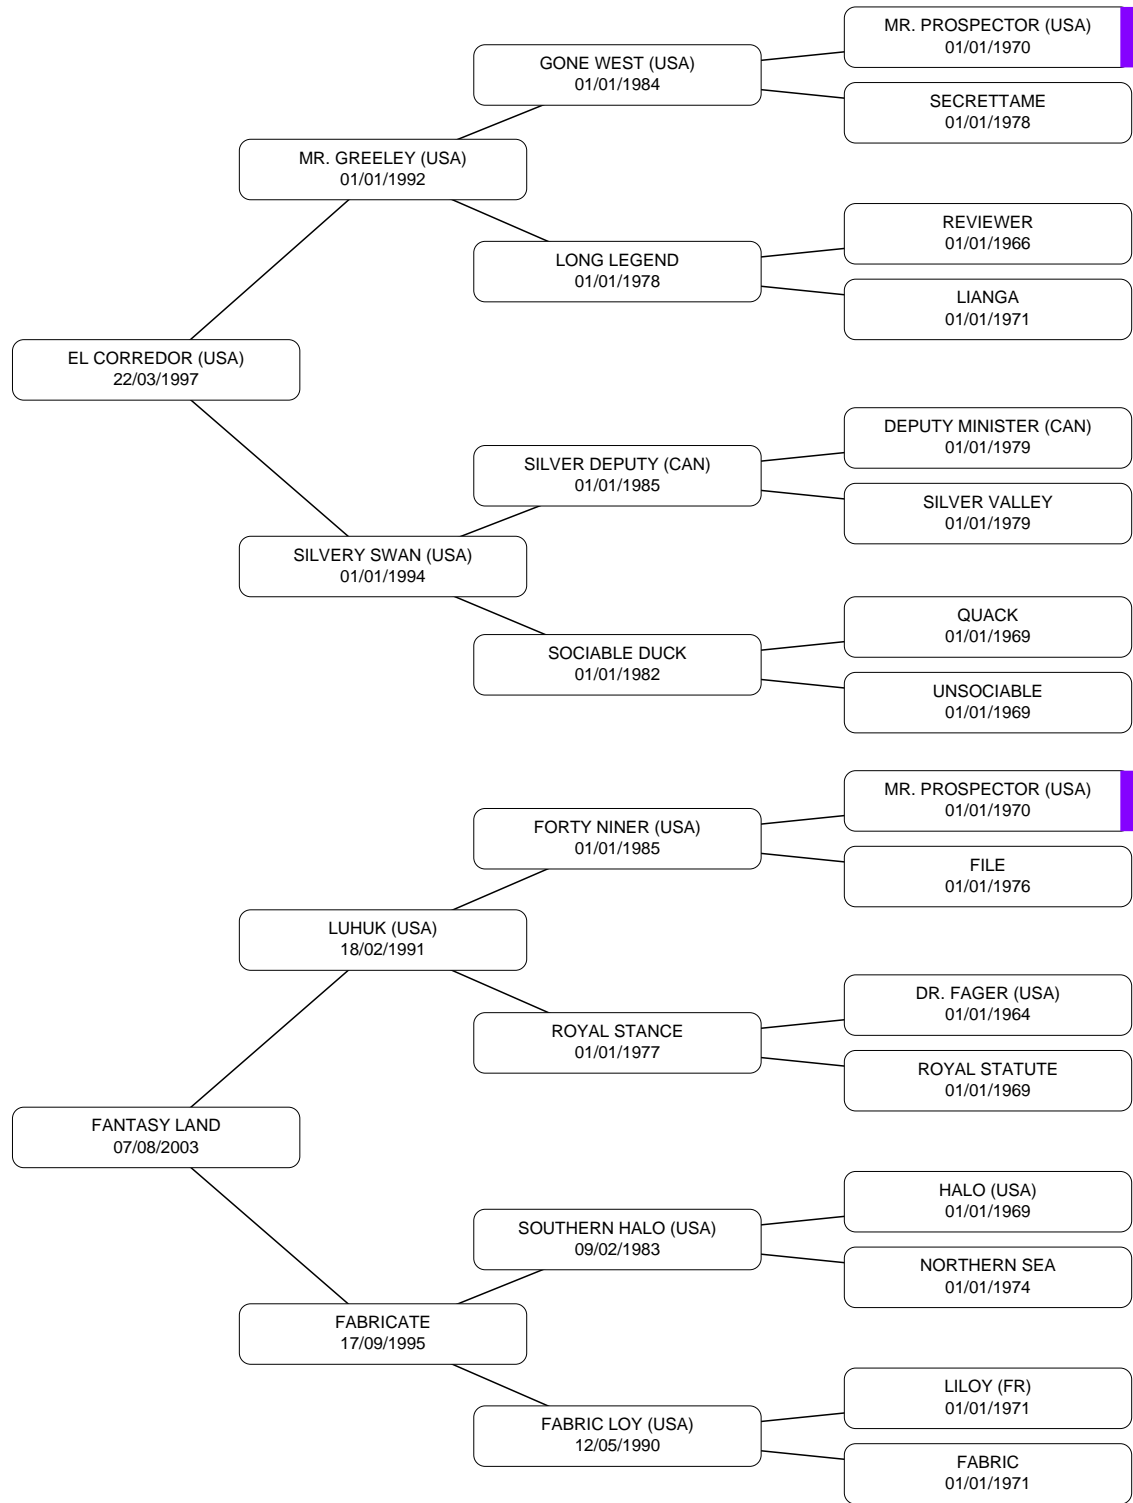 MR. PROSPECTOR (USA)
01/01/1970
GONE WEST (USA)
01/01/1984
SECRETTAME
01/01/1978
MR. GREELEY (USA)
01/01/1992
REVIEWER
01/01/1966
LONG LEGEND
01/01/1978
LIANGA
01/01/1971
EL CORREDOR (USA)
22/03/1997
DEPUTY MINISTER (CAN)
01/01/1979
SILVER DEPUTY (CAN)
01/01/1985
SILVER VALLEY
01/01/1979
SILVERY SWAN (USA)
01/01/1994
QUACK
01/01/1969
SOCIABLE DUCK
01/01/1982
UNSOCIABLE
01/01/1969
MR. PROSPECTOR (USA)
01/01/1970
FORTY NINER (USA)
01/01/1985
FILE
01/01/1976
LUHUK (USA)
18/02/1991
DR. FAGER (USA)
01/01/1964
ROYAL STANCE
01/01/1977
ROYAL STATUTE
01/01/1969
FANTASY LAND
07/08/2003
HALO (USA)
01/01/1969
SOUTHERN HALO (USA)
09/02/1983
NORTHERN SEA
01/01/1974
FABRICATE
17/09/1995
LILOY (FR)
01/01/1971
FABRIC LOY (USA)
12/05/1990
FABRIC
01/01/1971